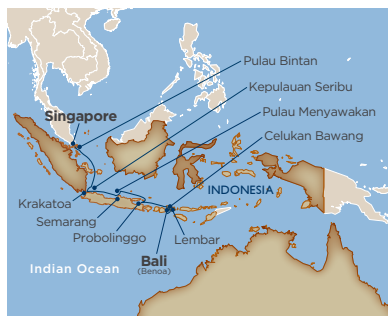 Pulau Bintan
Kepulauan Seribu
Singapore
Pulau Menyawakan
Celukan Bawang
INDONESIA
Krakatoa
Semarang
Probolinggo
Lembar
Bali
(Benoa)
Indian Ocean